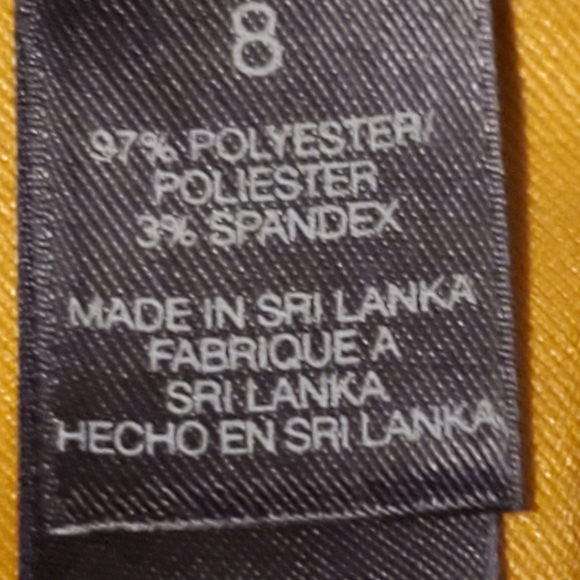 8
97% POLYESTER/
POLIESTER
3% SPANDEX
MADE IN SRI LANKA
FABRIQUE A
SRI LANKA
HECHO EN SRI LANKA